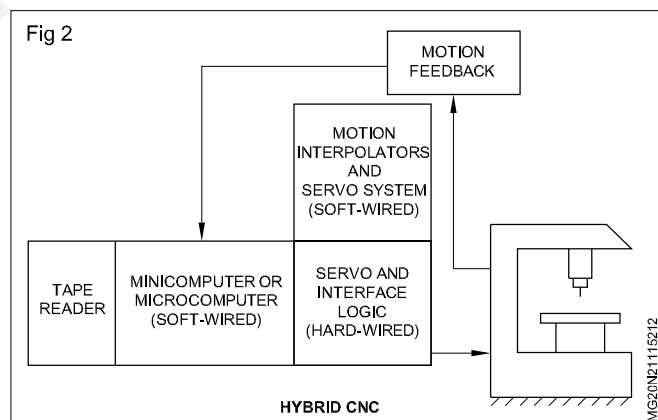 Fig 2
MOTION
FEEDBACK
MOTION
INTERPOLATORS
AND
SERVO SYSTEM
(SOFT-WIRED)
TAPE
READER
MINICOMPUTER OR
MICROCOMPUTER
(SOFT-WIRED)
SERVO AND
INTERFACE
LOGIC
(HARD-WIRED)
HYBRID CNC
MG20N21115212